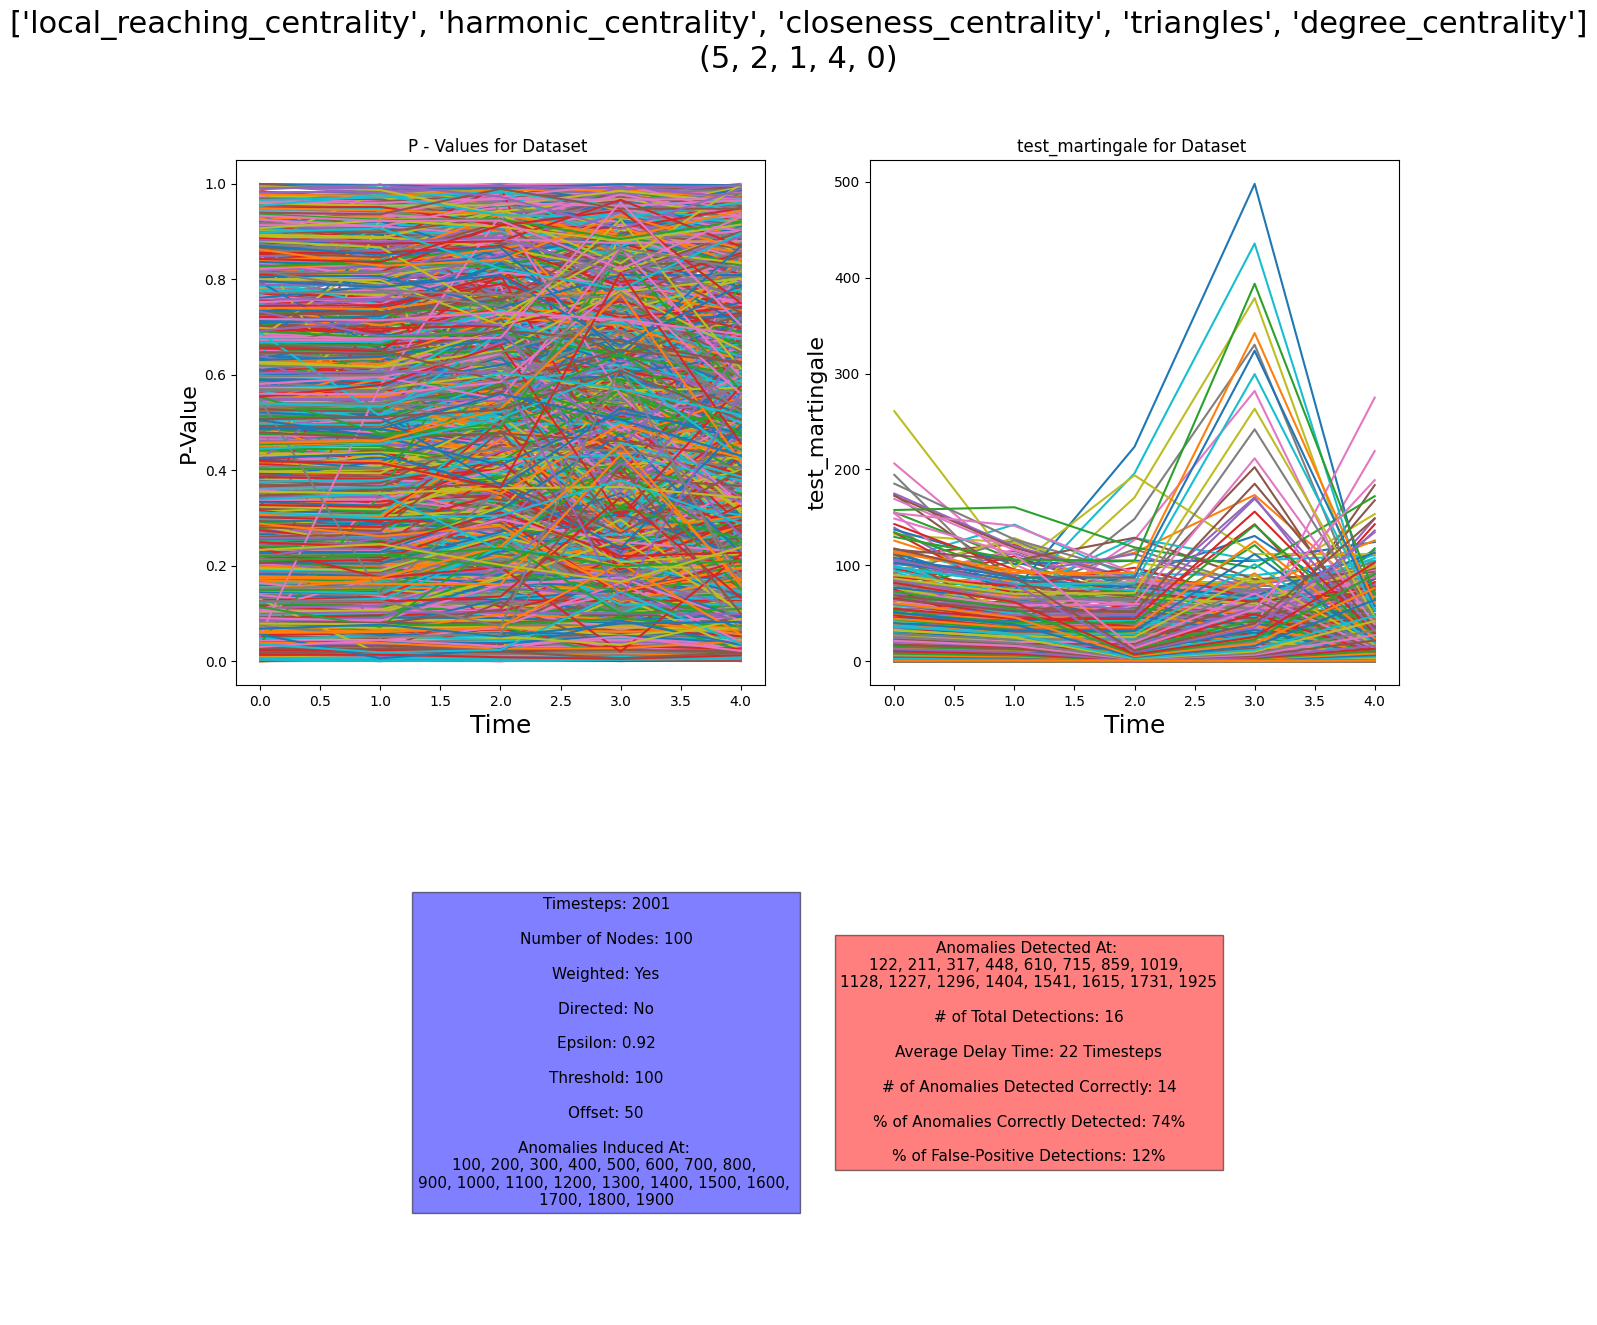 ['local_reaching_centrality', 'harmonic_centrality', 'closeness_centrality', 'triangles', 'degree_centrality']
(5, 2, 1, 4, 0)
P - Values for Dataset
1.0
0.8
0.6
0.4
0.2
0.0
P-Value
0.0 0.5 1.0 1.5 2.0 2.5 3.0 3.5 4.0
Time
test_martingale for Dataset
500
400
300
200
100
0
test_martingale
0.0 0.5 1.0 1.5 2.0 2.5 3.0 3.5 4.0
Time
Timesteps: 2001
Number of Nodes: 100
Weighted: Yes
Directed: No
Epsilon: 0.92
Threshold: 100
Offset: 50
Anomalies Induced At:
100, 200, 300, 400, 500, 600, 700, 800,
900, 1000, 1100, 1200, 1300, 1400, 1500, 1600,
1700, 1800, 1900
Anomalies Detected At:
122, 211, 317, 448, 610, 715, 859, 1019,
1128, 1227, 1296, 1404, 1541, 1615, 1731, 1925
# of Total Detections: 16
Average Delay Time: 22 Timesteps
# of Anomalies Detected Correctly: 14
% of Anomalies Correctly Detected: 74%
% of False-Positive Detections: 12%